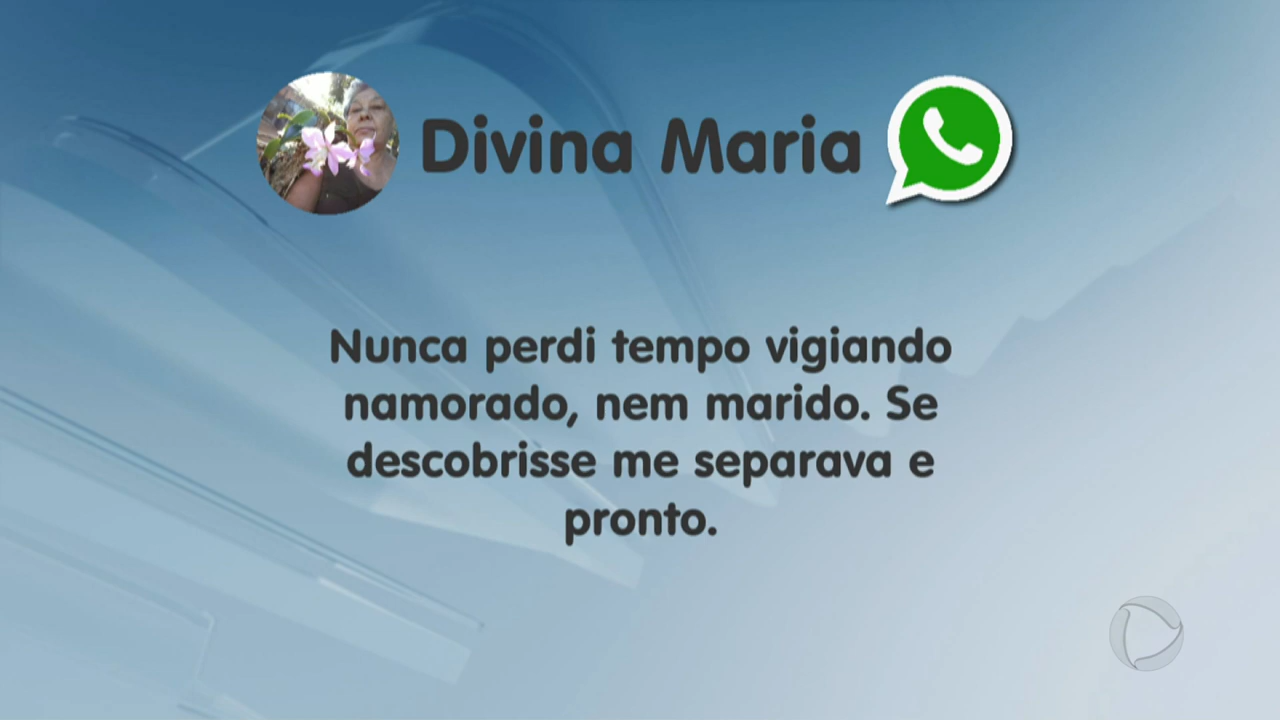 Divina Maria
Nunca perdi tempo vigiando
namorado, nem marido. Se
descobrisse me separava e
pronto.